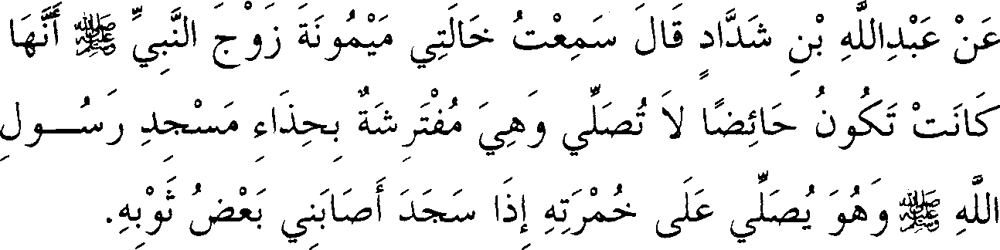 عَنْ عَبْدِاللَّهِ بْنِ شَدَّادٍ قَالَ سَمِعْتُ خَالَتِي مَيْمُونَةَ زَوْجَ النَّبِيِّ ﷺ أَنَّهَا
كَانَتْ تَكُونُ حَائِضًا لاَ تُصَلِّي وَهِيَ مُفْتَرِشَةٌ بِحِذَاءِ مَسْجِدِ رَسُـــولِ
اللَّهِ ﷺ وَهُوَ يُصَلِّي عَلَى خُمْرَتِهِ إِذَا سَجَدَ أَصَابَنِي بَعْضُ ثَوْبِهِ.